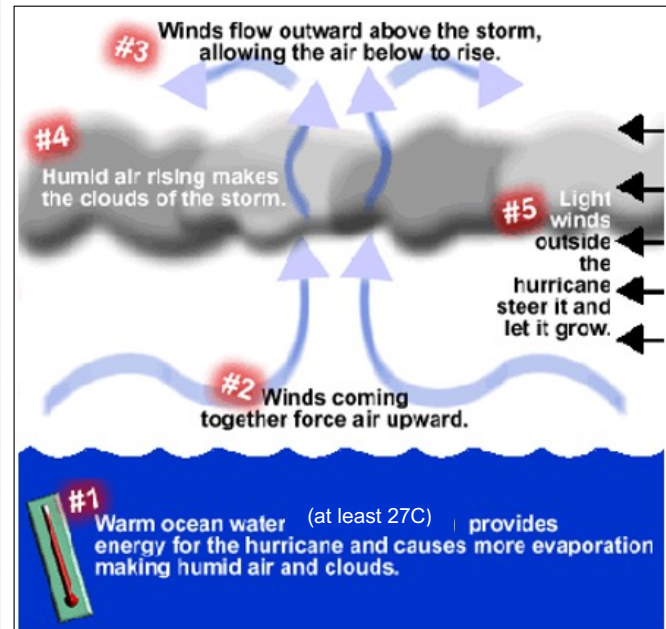 #3
Winds flow outward above the storm,
allowing the air below to rise.
#4
Humid air rising makes
the clouds of the storm.
#5
Light
winds
outside
the
hurricane
steer it and
let it grow.
#2
Winds coming
together force air upward.
#1
Warm ocean water (at least 27C) provides
energy for the hurricane and causes more evaporation
making humid air and clouds.